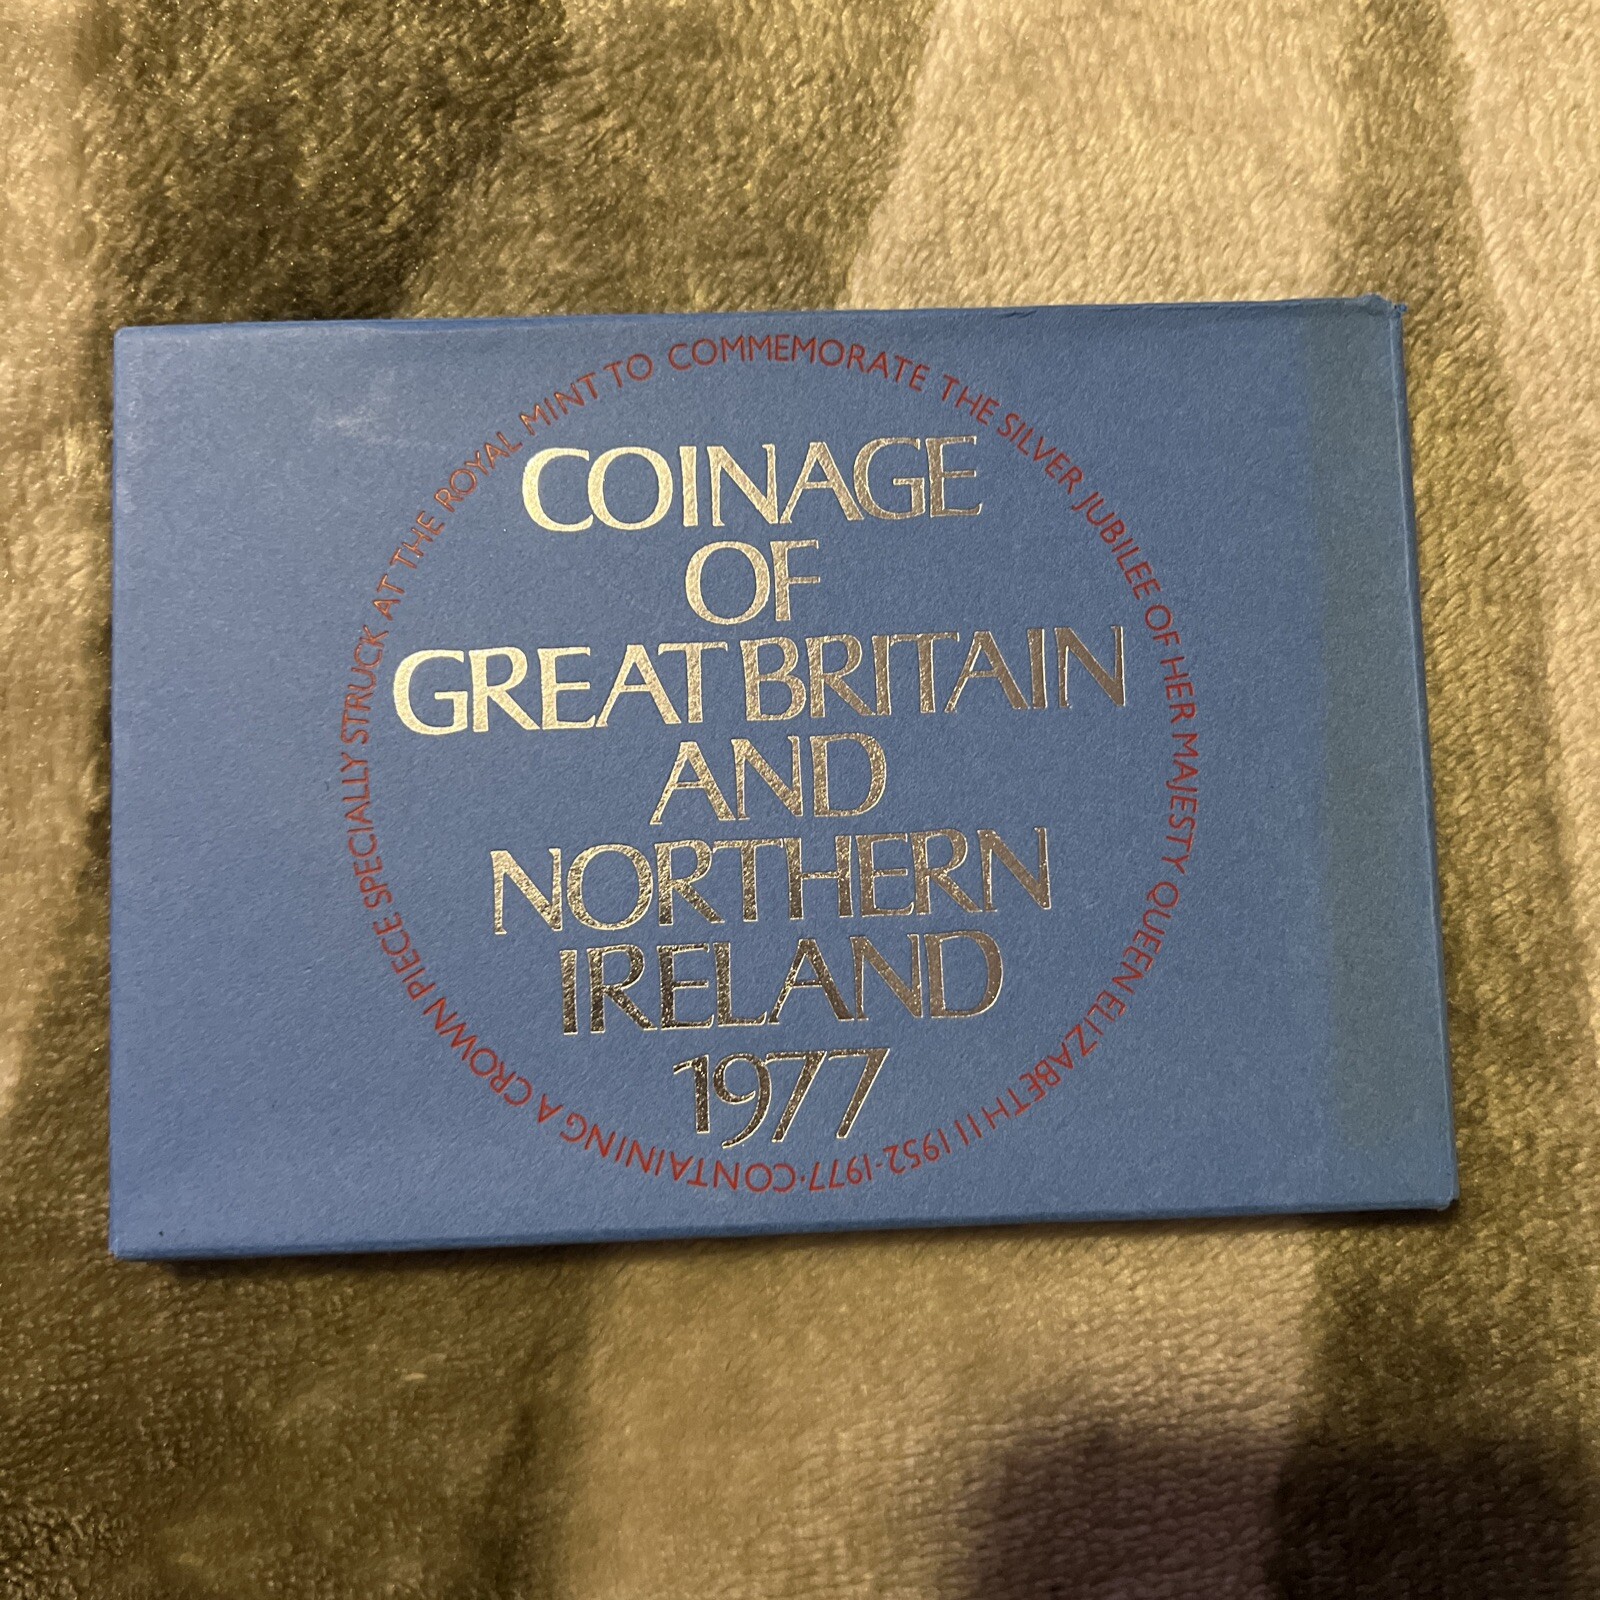 COINAGE
OF
GREAT BRITAIN
AND
NORTHERN
IRELAND
1977
CONTAINING A CROWN PIECE SPECIALLY STRUCK AT THE ROYAL MINT TO COMMEMORATE THE SILVER JUBILEE OF HER MAJESTY QUEEN ELIZABETH II 1952-1977·